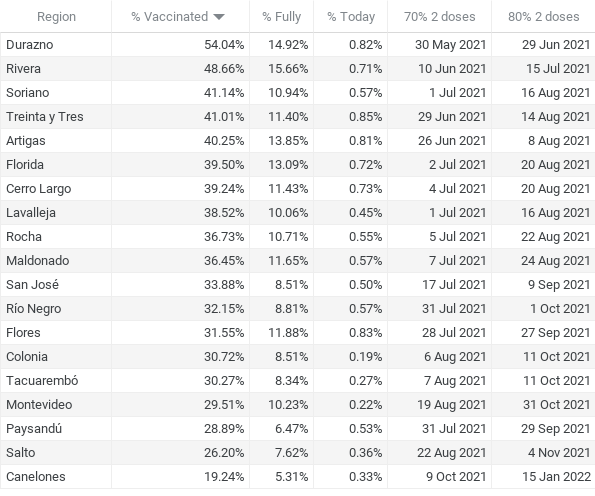 Region % Vaccinated % Fully % Today 70% 2 doses 80% 2 doses
Durazno 54.04% 14.92% 0.82% 30 May 2021 29 Jun 2021
Rivera 48.66% 15.66% 0.71% 10 Jun 2021 15 Jul 2021
Soriano 41.14% 10.94% 0.57% 1 Jul 2021 16 Aug 2021
Treinta y Tres 41.01% 11.40% 0.85% 29 Jun 2021 14 Aug 2021
Artigas 40.25% 13.85% 0.81% 26 Jun 2021 8 Aug 2021
Florida 39.50% 13.09% 0.72% 2 Jul 2021 20 Aug 2021
Cerro Largo 39.24% 11.43% 0.73% 4 Jul 2021 20 Aug 2021
Lavalleja 38.52% 10.06% 0.45% 1 Jul 2021 16 Aug 2021
Rocha 36.73% 10.71% 0.55% 5 Jul 2021 22 Aug 2021
Maldonado 36.45% 11.65% 0.57% 7 Jul 2021 24 Aug 2021
San José 33.88% 8.51% 0.50% 17 Jul 2021 9 Sep 2021
Río Negro 32.15% 8.81% 0.57% 31 Jul 2021 1 Oct 2021
Flores 31.55% 11.88% 0.83% 28 Jul 2021 27 Sep 2021
Colonia 30.72% 8.51% 0.19% 6 Aug 2021 11 Oct 2021
Tacuarembó 30.27% 8.34% 0.27% 7 Aug 2021 11 Oct 2021
Montevideo 29.51% 10.23% 0.22% 19 Aug 2021 31 Oct 2021
Paysandú 28.89% 6.47% 0.53% 31 Jul 2021 29 Sep 2021
Salto 26.20% 7.62% 0.36% 22 Aug 2021 4 Nov 2021
Canelones 19.24% 5.31% 0.33% 9 Oct 2021 15 Jan 2022